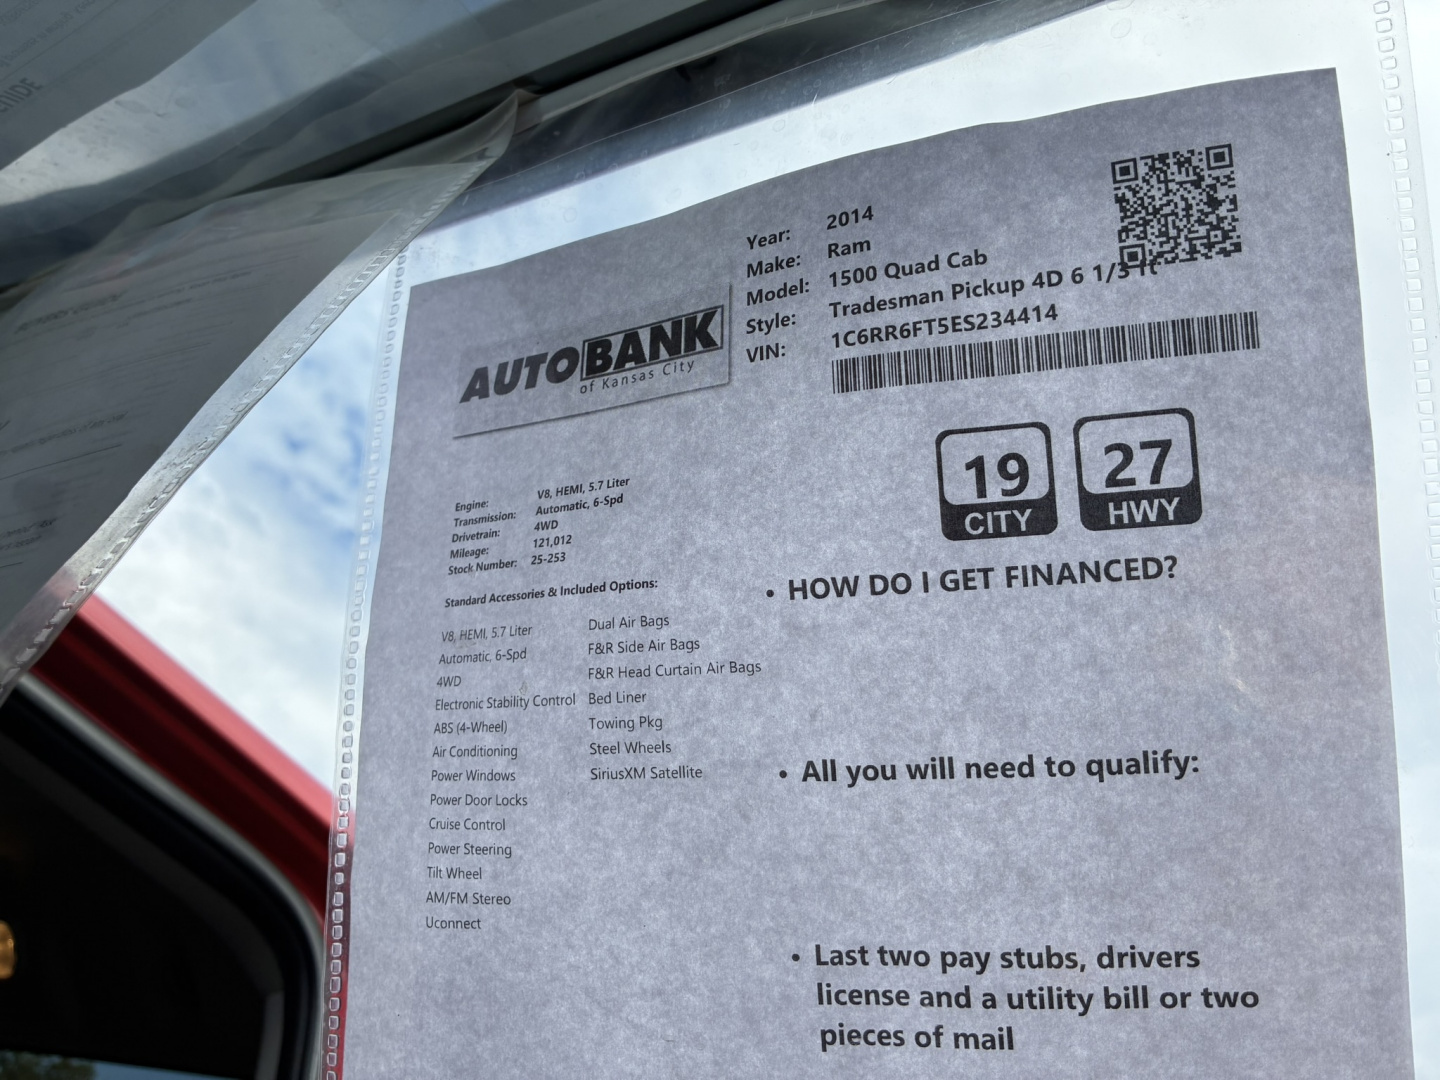 AUTOBANK
of Kansas City
Year: 2014
Make: Ram
Model: 1500 Quad Cab
Style: Tradesman Pickup 4D 6 1/3 ft
VIN: 1C6RR6FT5ES234414
19
CITY
27
HWY
Engine: V8, HEMI, 5.7 Liter
Transmission: Automatic, 6-Spd
Drivetrain: 4WD
Mileage: 121,012
Stock Number: 25-253
Standard Accessories & Included Options:
V8, HEMI, 5.7 Liter
Automatic, 6-Spd
4WD
Electronic Stability Control
ABS (4-Wheel)
Air Conditioning
Power Windows
Power Door Locks
Cruise Control
Power Steering
Tilt Wheel
AM/FM Stereo
Uconnect
Dual Air Bags
F&R Side Air Bags
F&R Head Curtain Air Bags
Bed Liner
Towing Pkg
Steel Wheels
SiriusXM Satellite
• HOW DO I GET FINANCED?
• All you will need to qualify:
• Last two pay stubs, drivers
license and a utility bill or two
pieces of mail